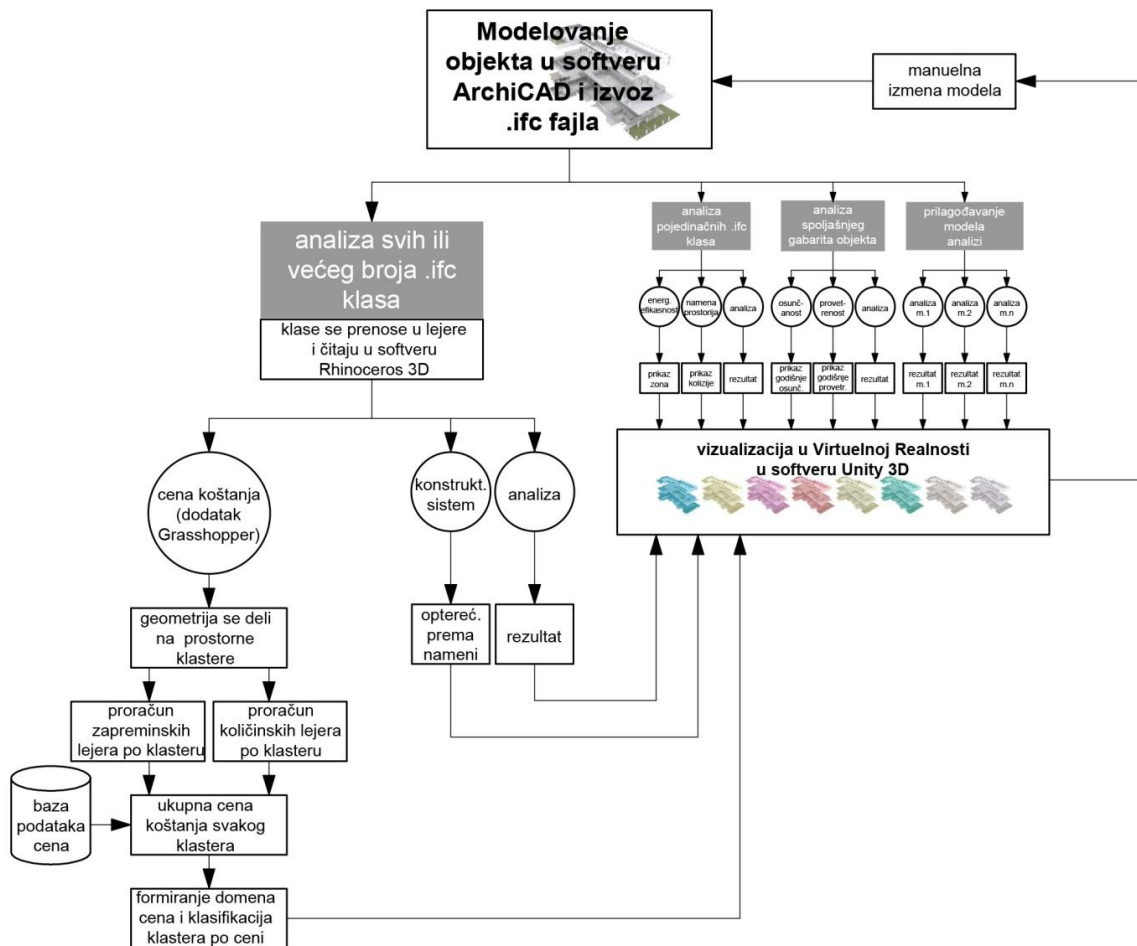 Modelovanje
objekta u softveru
ArchiCAD i izvoz
.ifc fajla
manuelna
izmena modela
analiza svih ili
većeg broja .ifc
klasa
klase se prenose u lejere
i čitaju u softveru
Rhinoceros 3D
analiza
pojedinačnih .ifc
klasa
analiza
spoljašnjeg
gabarita objekta
prilagođavanje
modela
analizi
energ.
efikasnost
namena
prostorija
analiza
osunč-
anost
provet-
renost
analiza
analiza
m.1
analiza
m.2
analiza
m.n
prikaz
zona
prikaz
kolizije
rezultat
prikaz
godišnje
osunč.
prikaz
godišnje
provetr.
rezultat
rezultat
m.1
rezultat
m.2
rezultat
m.n
vizualizacija u Virtuelnoj Realnosti
u softveru Unity 3D
cena koštanja
(dodatak
Grasshopper)
konstrukt.
sistem
analiza
geometrija se deli
na prostorne
klastere
optereć.
prema
nameni
rezultat
proračun
zapreminskih
lejera po klasteru
proračun
količinskih lejera
po klasteru
baza
podataka
cena
ukupna cena
koštanja svakog
klastera
formiranje domena
cena i klasifikacija
klastera po ceni